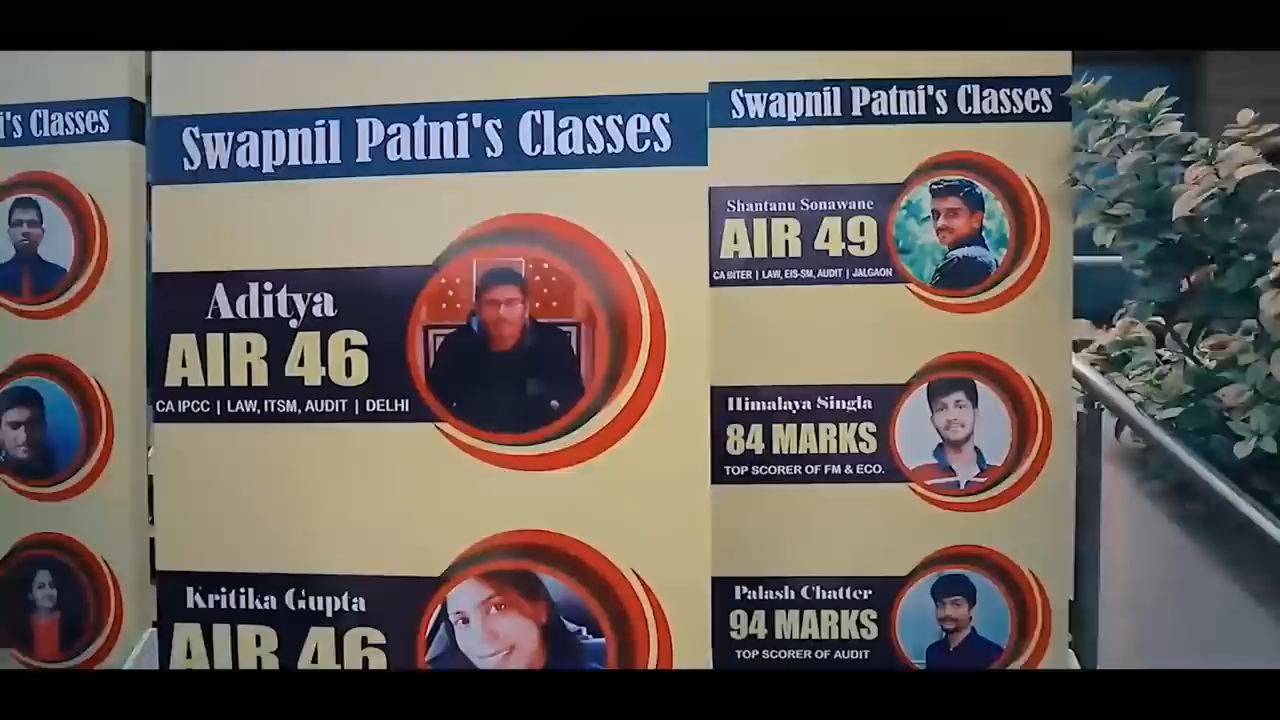 i's Classes
Swapnil Patni's Classes
Aditya
AIR 46
CA IPCC | LAW, ITSM, AUDIT | DELHI
Kritika Gupta
AIR 46
Swapnil Patni's Classes
Shantanu Sonawane
AIR 49
CA INTER | LAW, EIS-SM, AUDIT | JALGAON
Himalaya Singla
84 MARKS
TOP SCORER OF FM & ECO.
Palash Chatter
94 MARKS
TOP SCORER OF AUDIT